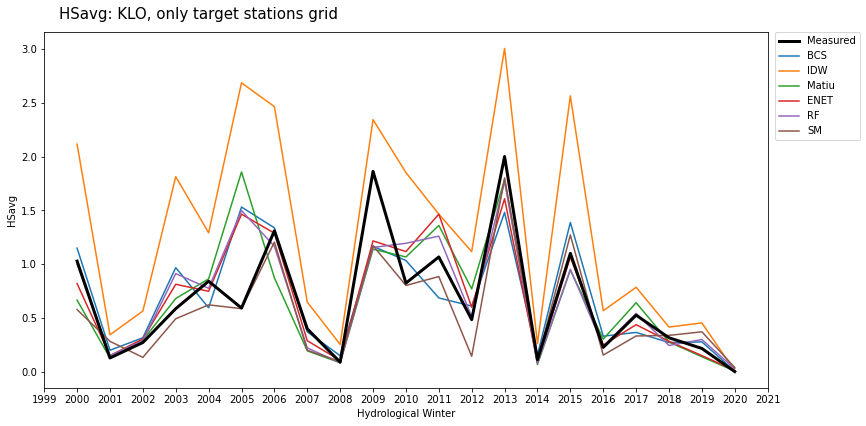 HSavg: KLO, only target stations grid
Measured
BCS
IDW
Matiu
ENET
RF
SM
3.0
2.5
2.0
1.5
1.0
0.5
0.0
HSavg
1999 2000 2001 2002 2003 2004 2005 2006 2007 2008 2009 2010 2011 2012 2013 2014 2015 2016 2017 2018 2019 2020 2021
Hydrological Winter